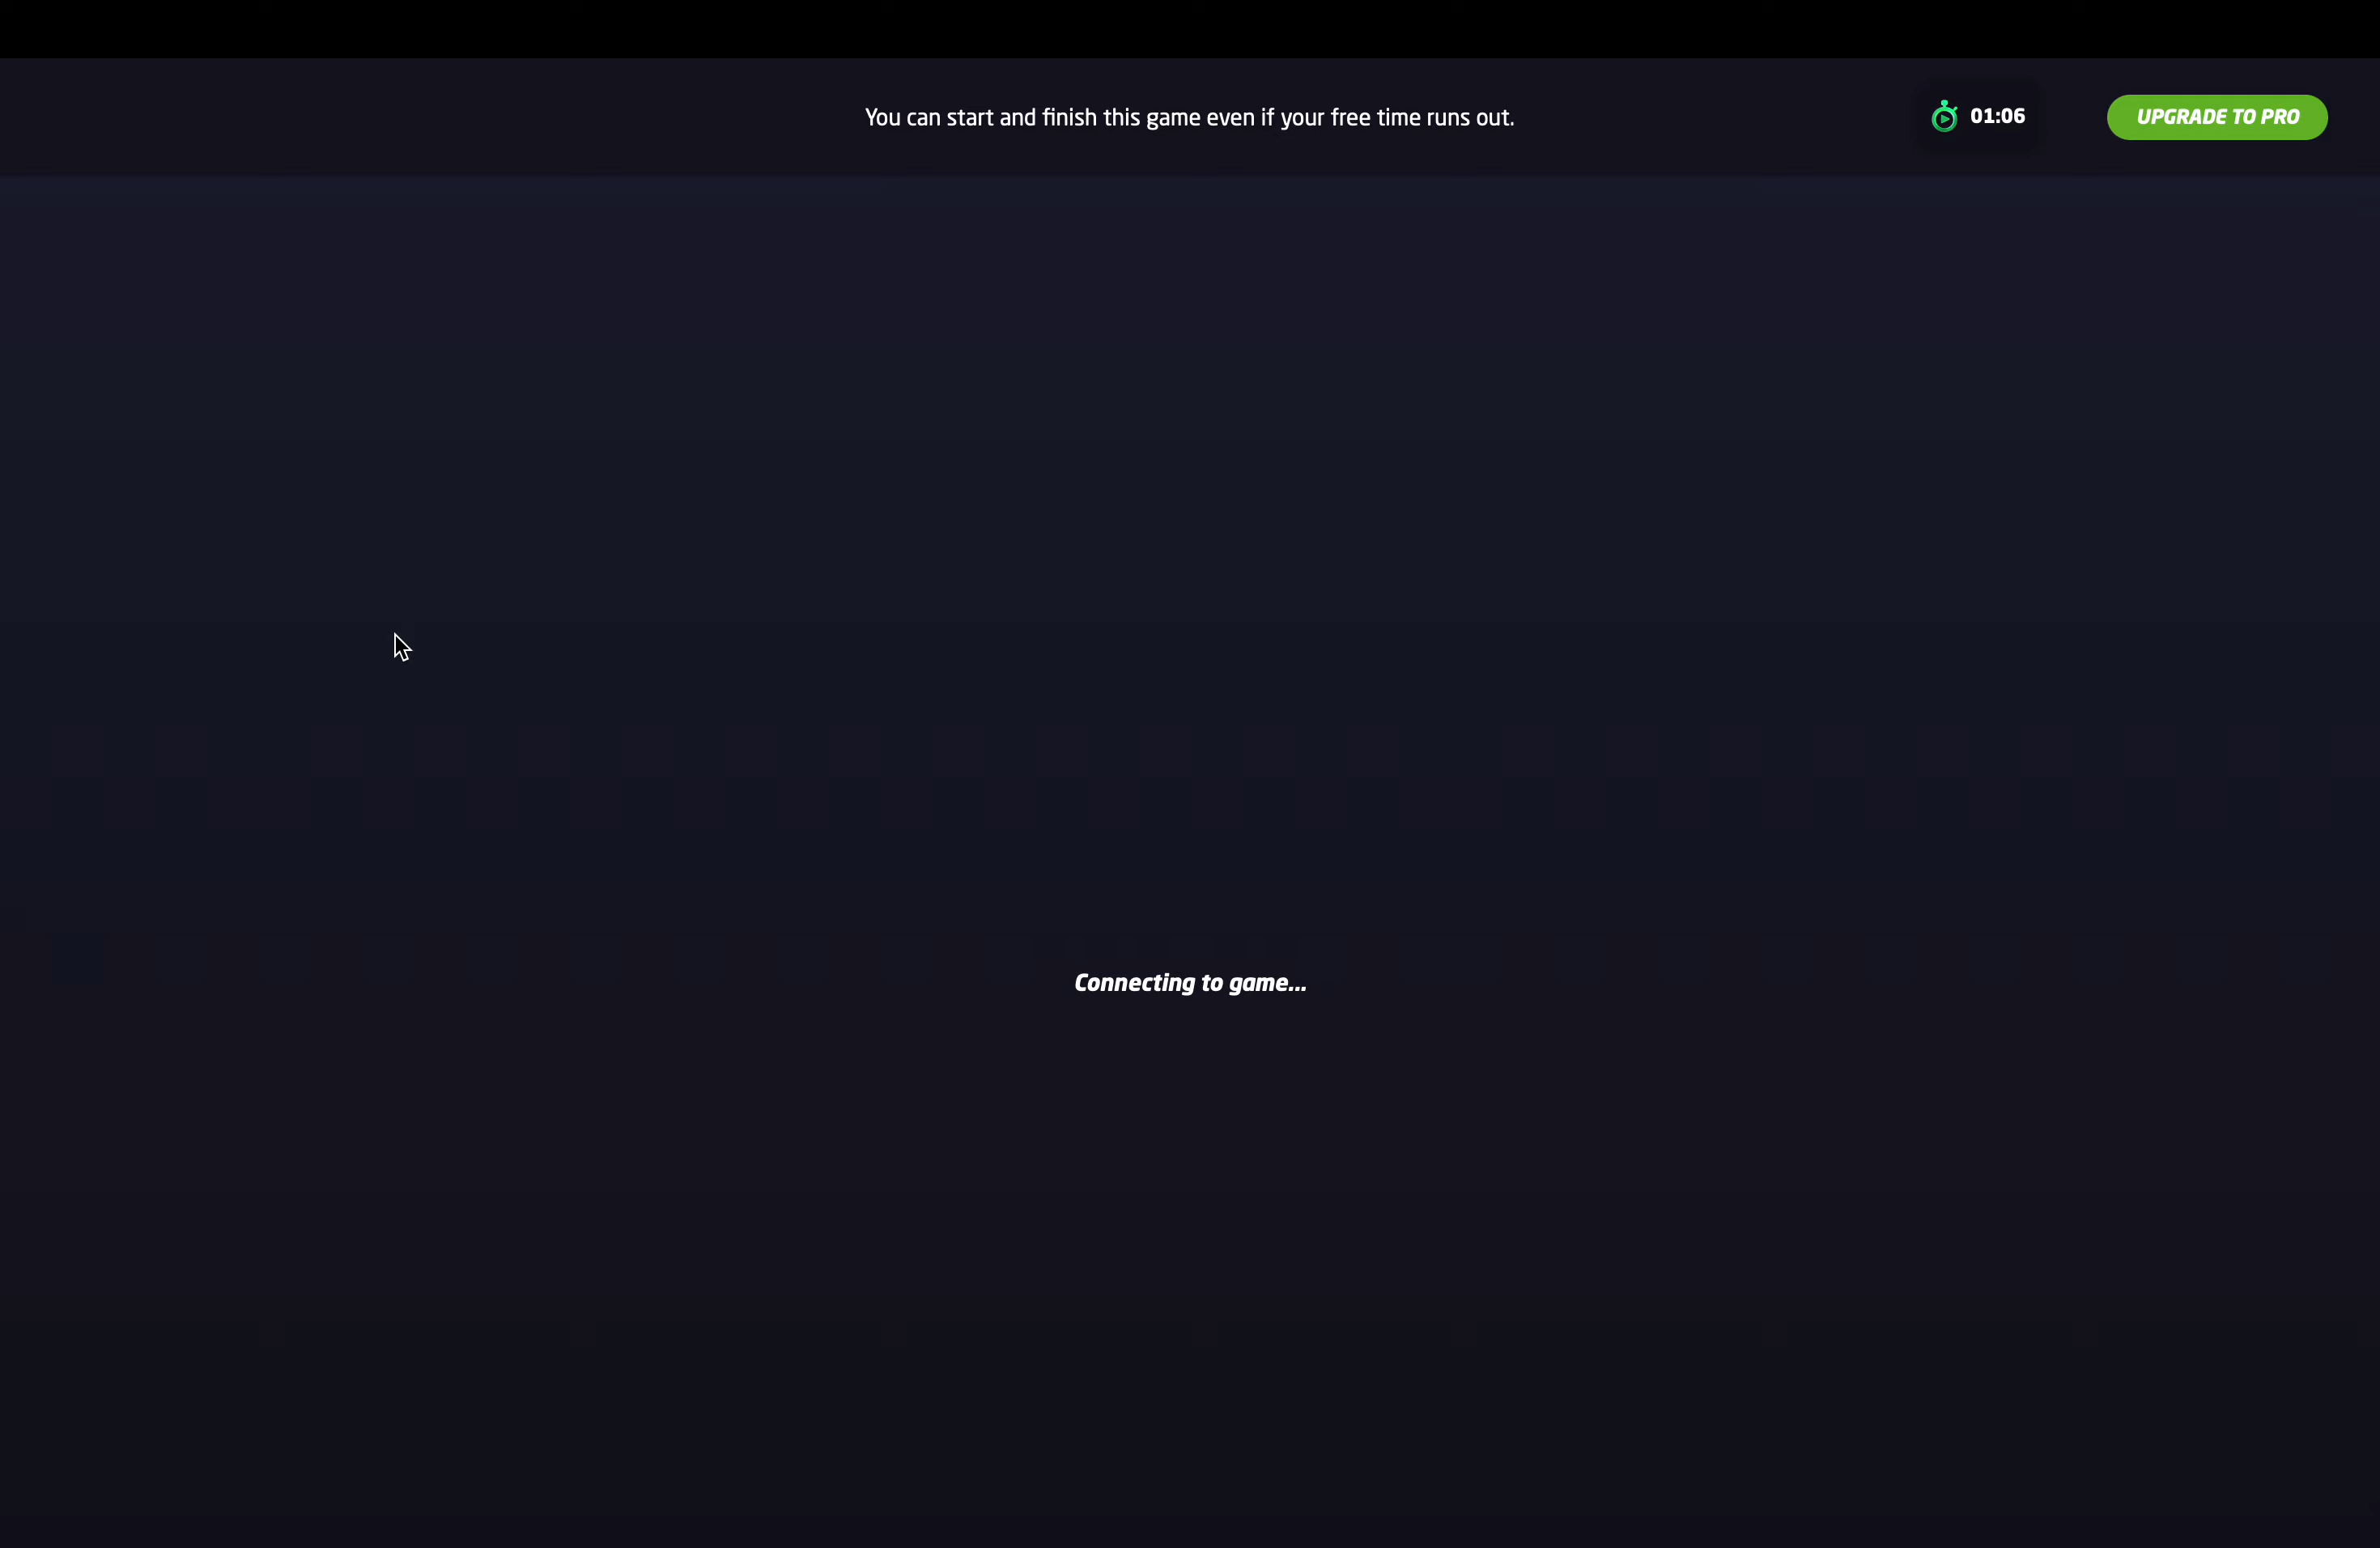 You can start and finish this game even if your free time runs out.
01:06
UPGRADE TO PRO
Connecting to game...